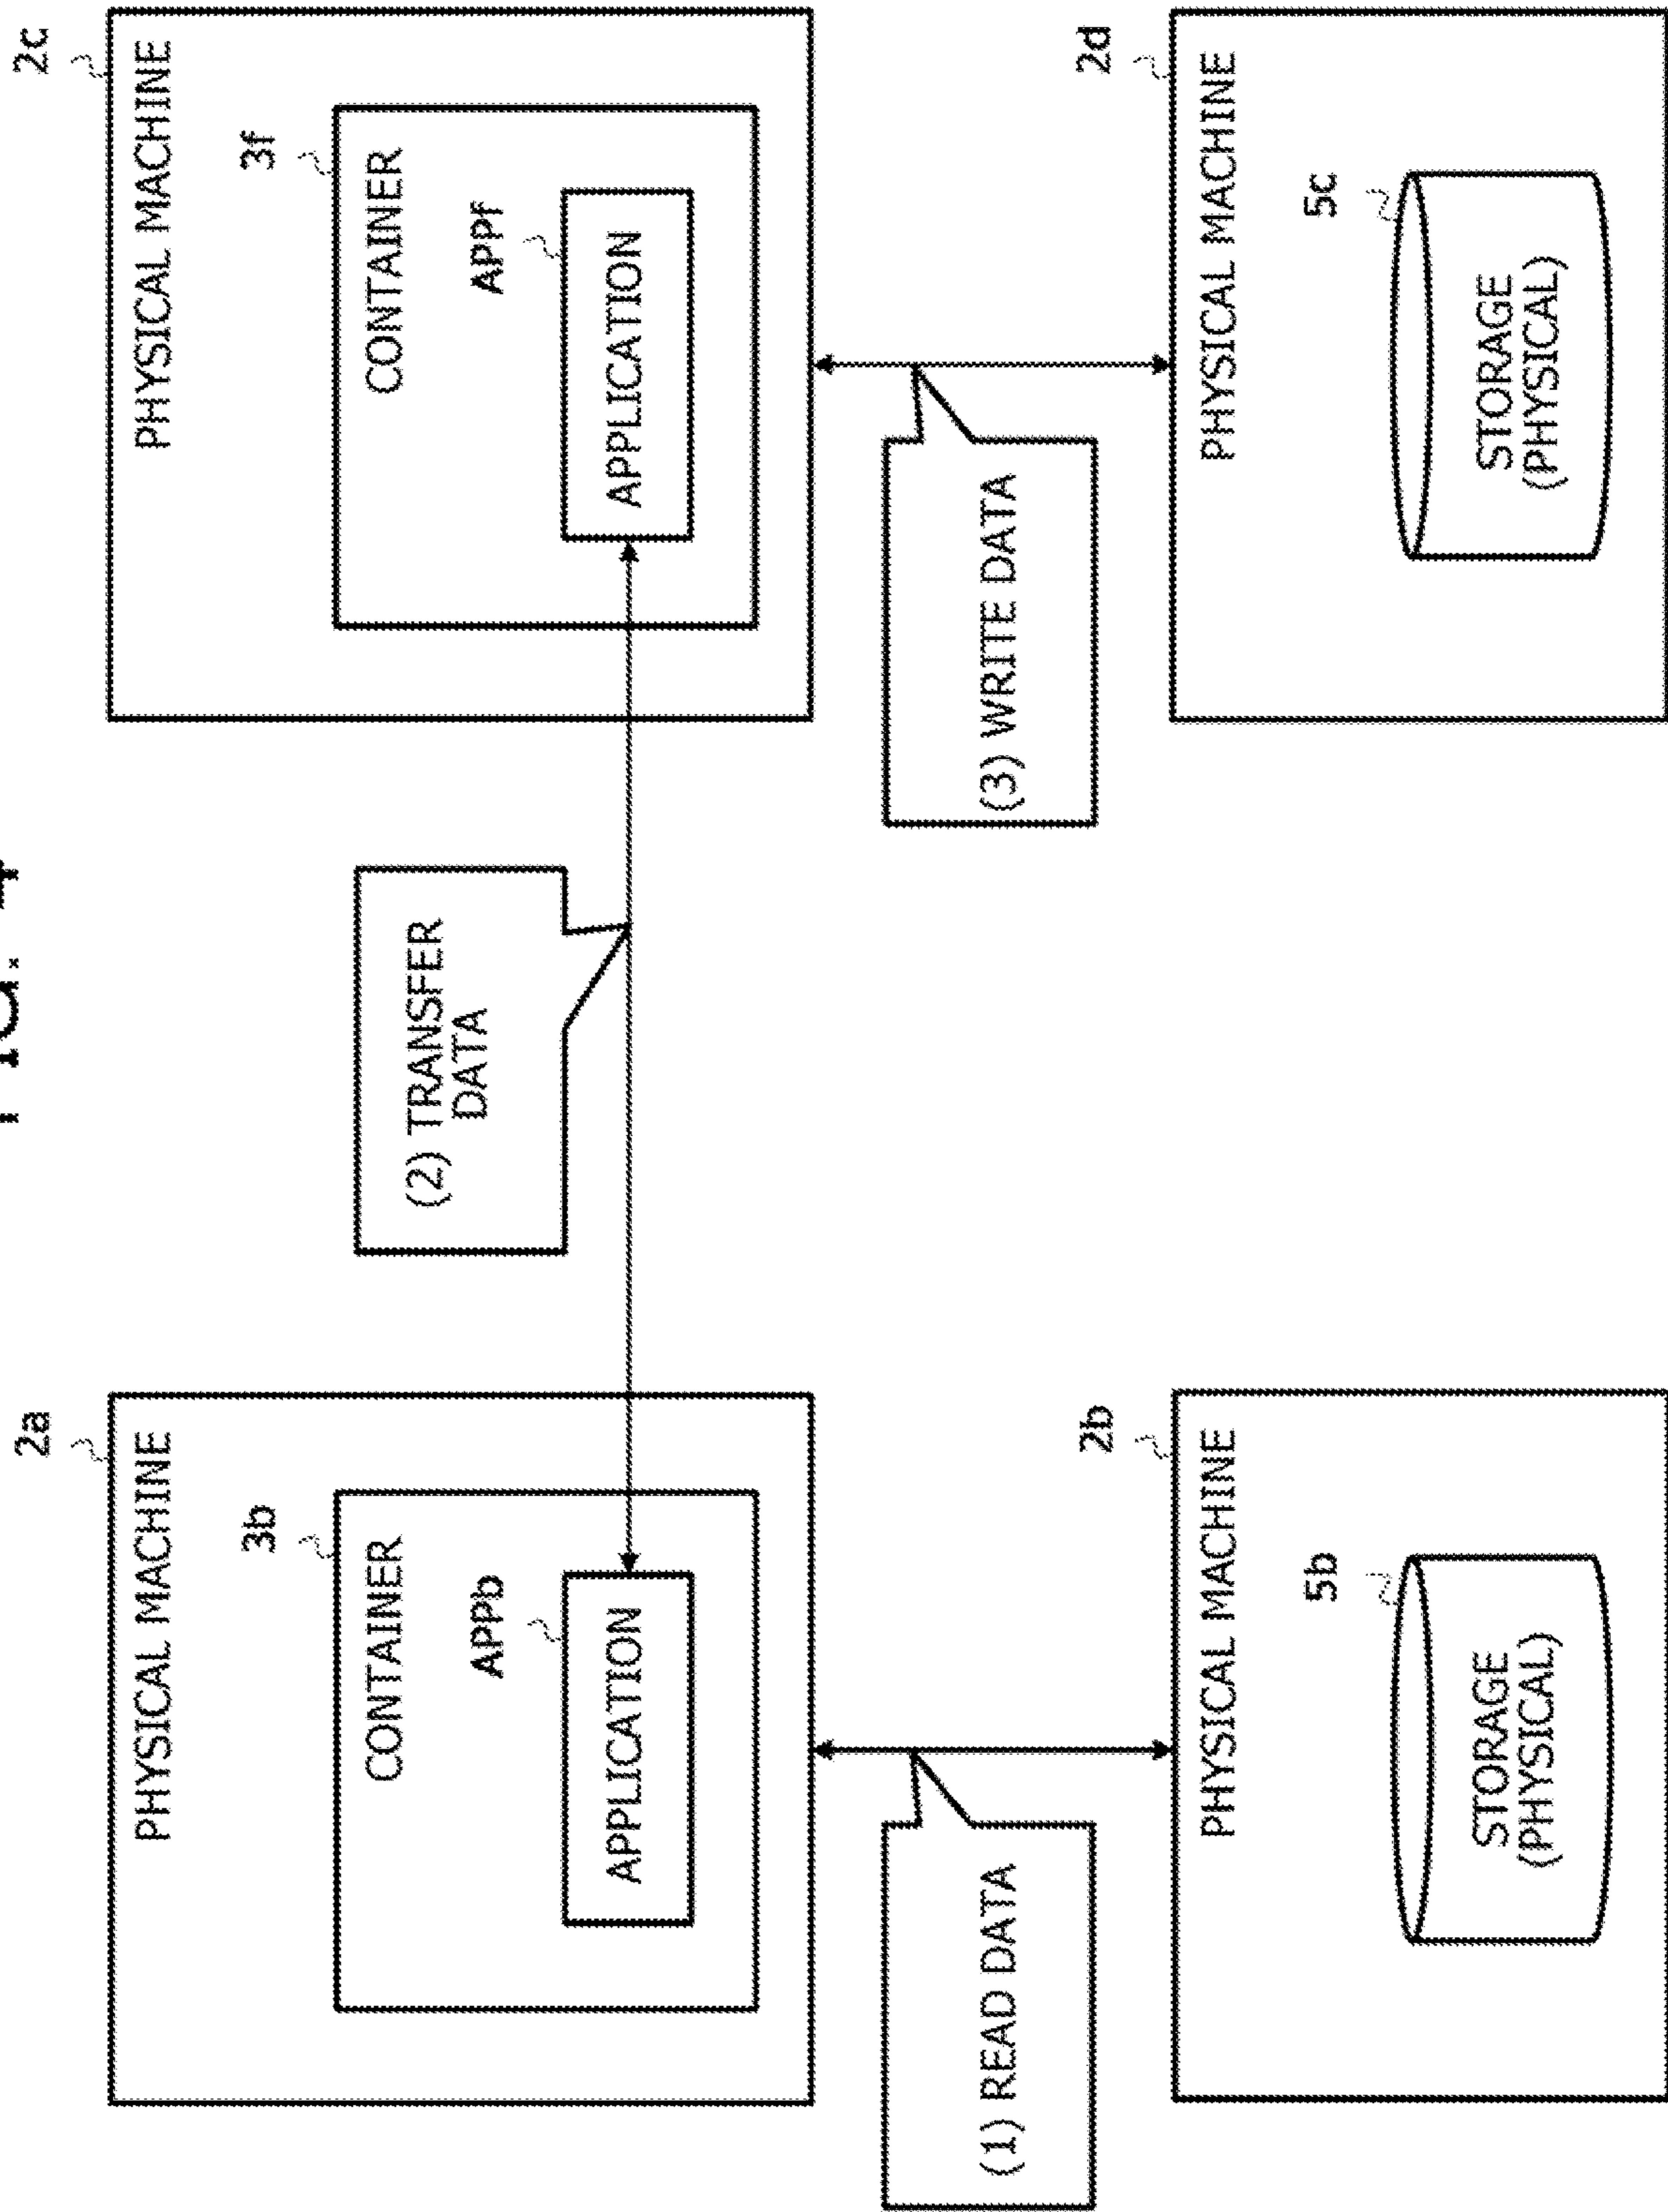 FIG. 4
2a
PHYSICAL MACHINE
3b
CONTAINER
APPb
APPLICATION
(2) TRANSFER
DATA
2c
PHYSICAL MACHINE
3f
CONTAINER
APPf
APPLICATION
(1) READ DATA
(3) WRITE DATA
2b
PHYSICAL MACHINE
5b
STORAGE
(PHYSICAL)
2d
PHYSICAL MACHINE
5c
STORAGE
(PHYSICAL)